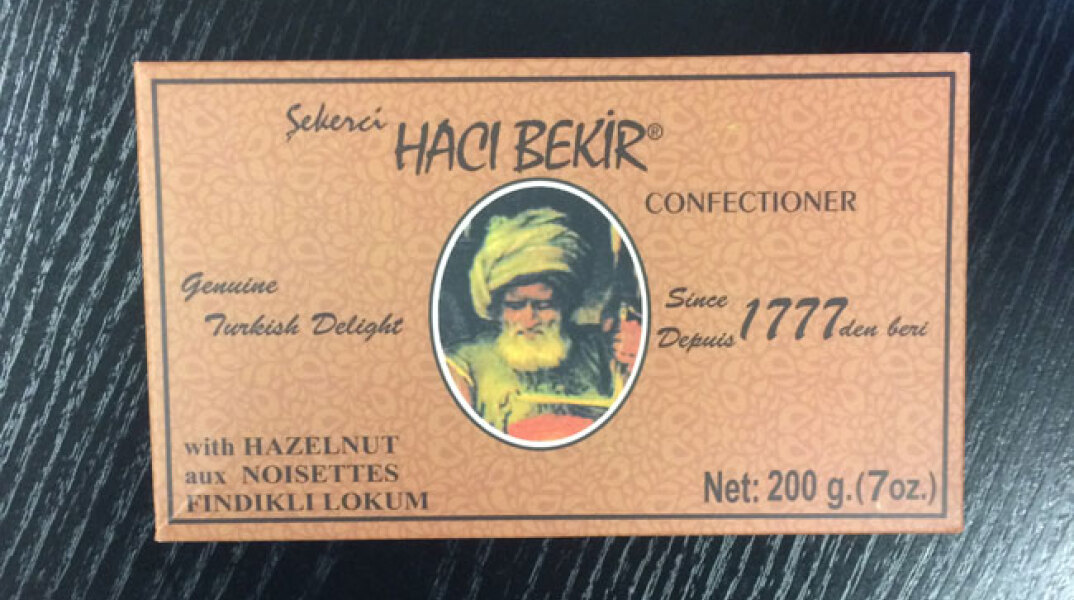 Şekerci HACI BEKİR®
CONFECTIONER
Genuine
Turkish Delight
Since
Depuis 1777 den beri
with HAZELNUT
aux NOISETTES
FINDIKLI LOKUM
Net: 200 g.(7oz.)